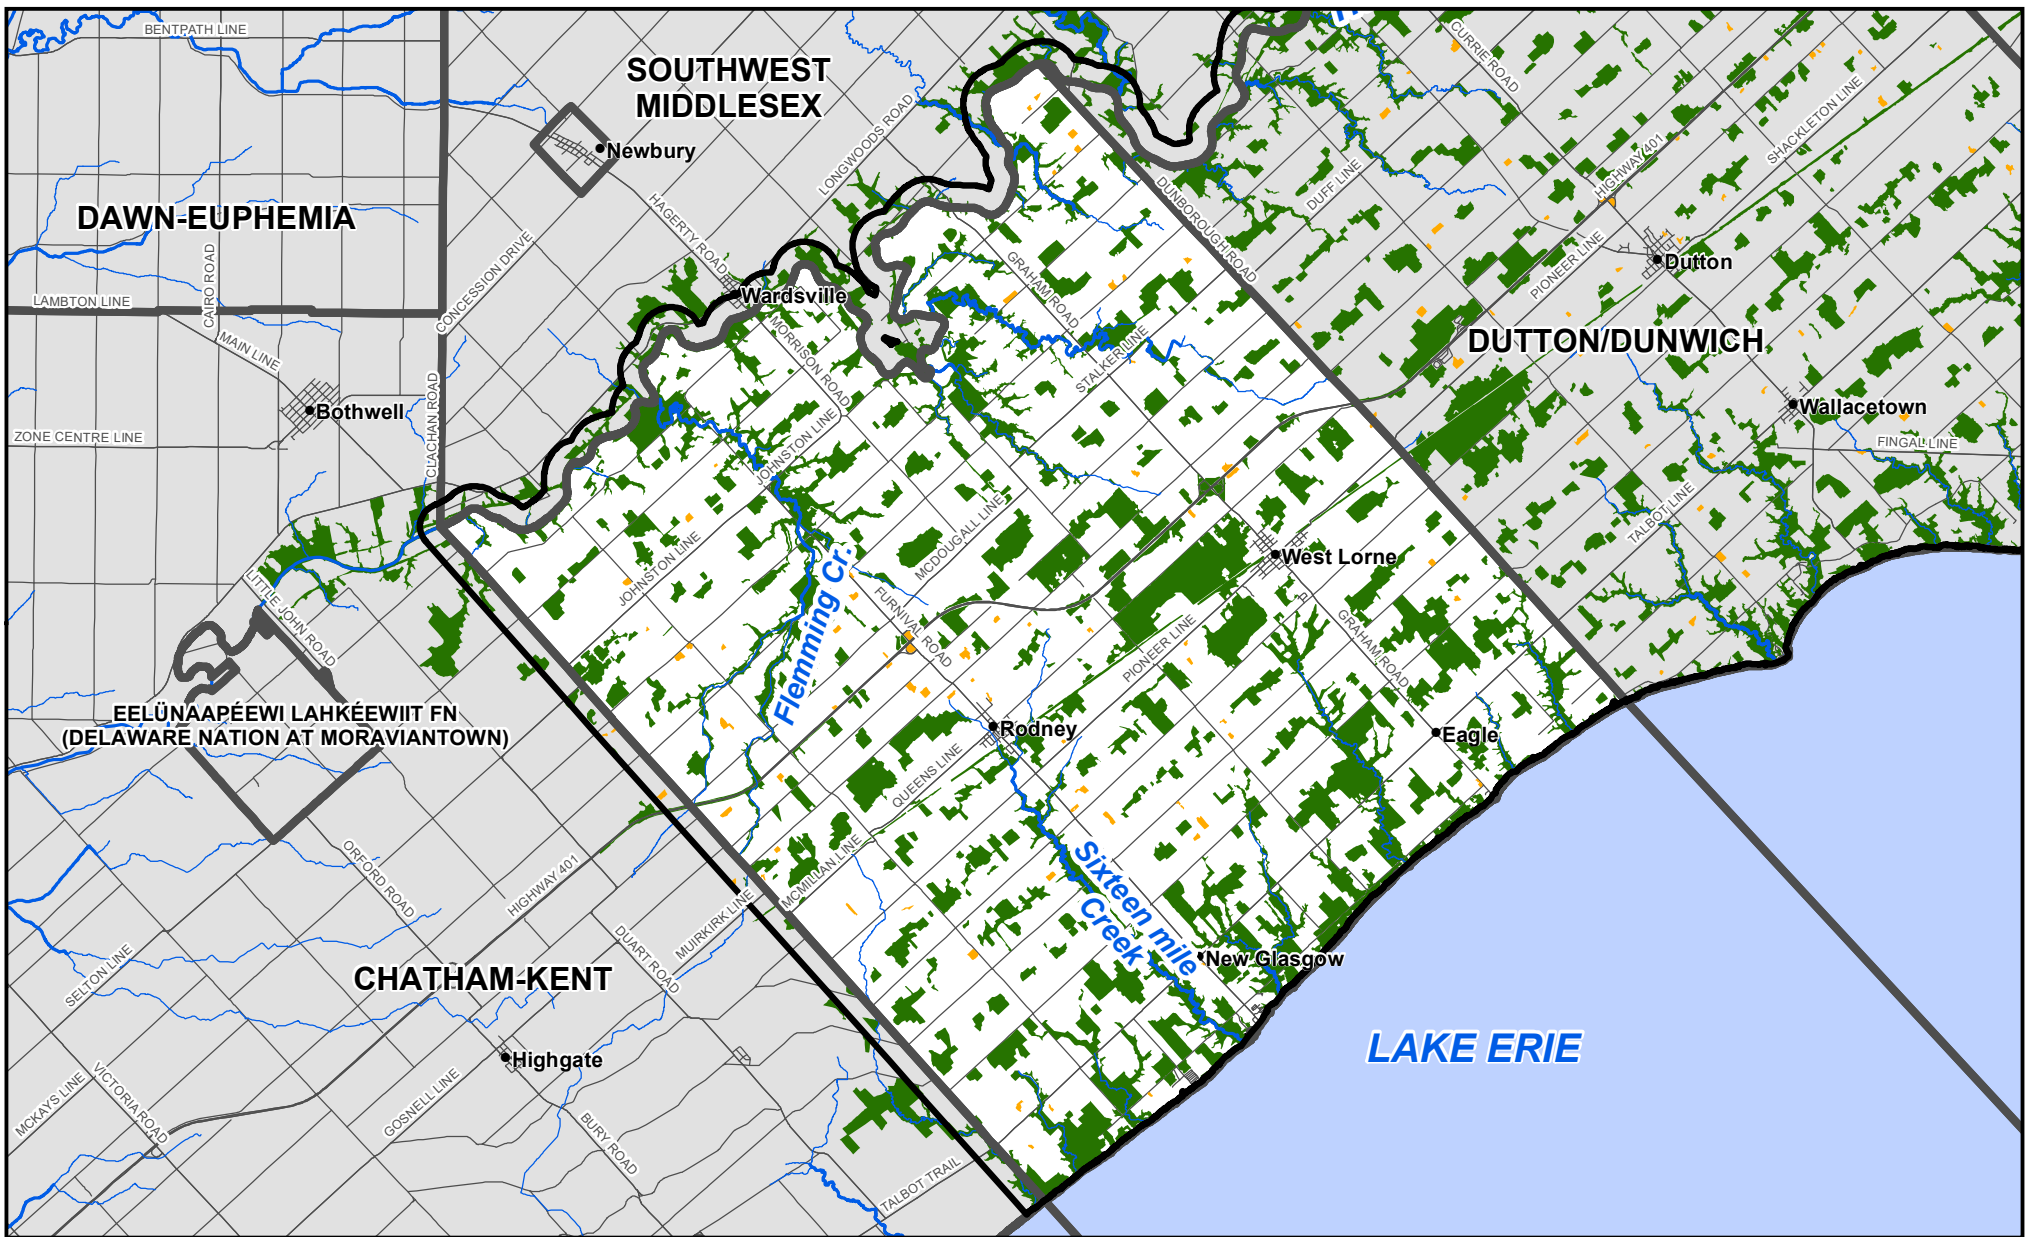 BENTPATH LINE
SOUTHWEST
MIDDLESEX
CURRIE ROAD
SHACKLETON LINE
LONGWOODS ROAD
Newbury
HIGHWAY 401
DUFF LINE
DUNBOROUGH ROAD
HAGERTY ROAD
DAWN-EUPHEMIA
CAIRO ROAD
CONCESSION DRIVE
GRAHAM ROAD
PIONEER LINE
Dutton
LAMBTON LINE
Wardsville
MAIN LINE
MORRISON ROAD
STALKER LINE
DUTTON/DUNWICH
Bothwell
CLACHAN ROAD
Wallacetown
ZONE CENTRE LINE
JOHNSTON LINE
FINGAL LINE
MCDOUGALL LINE
TALBOT LINE
JOHNSTON LINE
West Lorne
LITTLE JOHN ROAD
Flemming Cr.
FURNIVAL ROAD
PIONEER LINE
GRAHAM ROAD
EELÜNAAPÉEWI LAHKÉEWIIT FN
(DELAWARE NATION AT MORAVIANTOWN)
Rodney
Eagle
QUEENS LINE
ORFORD ROAD
HIGHWAY 401
MCMILLAN LINE
MUIRKIRK LINE
DUART ROAD
Sixteen mile
Creek
New Glasgow
SELTON LINE
CHATHAM-KENT
LAKE ERIE
Highgate
MCKAYS LINE
VICTORIA ROAD
GOSNELL LINE
BURY ROAD
TALBOT TRAIL